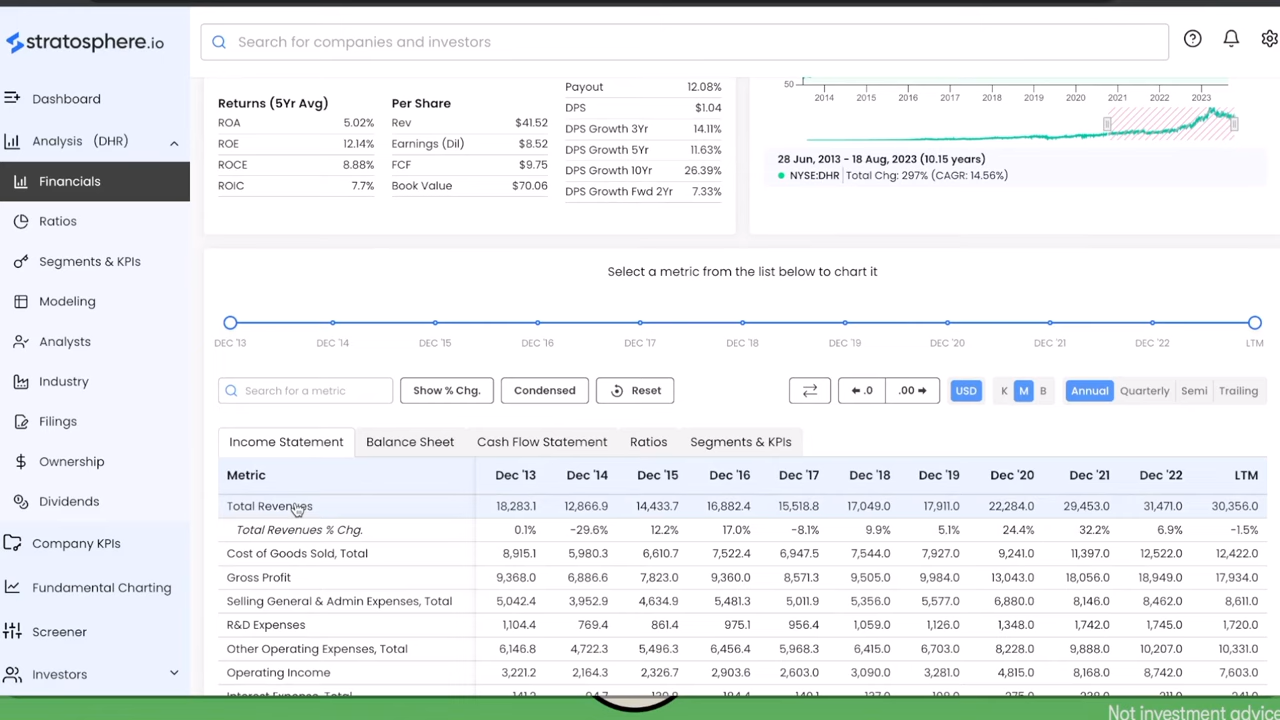 stratosphere.io
Search for companies and investors
Dashboard
Analysis (DHR)
Financials
Ratios
Segments & KPIs
Modeling
Analysts
Industry
Filings
Ownership
Dividends
Company KPIs
Fundamental Charting
Screener
Investors
Returns (5Yr Avg)
ROA 5.02%
ROE 12.14%
ROCE 8.88%
ROIC 7.7%
Per Share
Rev $41.52
Earnings (Dil) $8.52
FCF $9.75
Book Value $70.06
Payout 12.08%
DPS $1.04
DPS Growth 3Yr 14.11%
DPS Growth 5Yr 11.63%
DPS Growth 10Yr 26.39%
DPS Growth Fwd 2Yr 7.33%
50
2014 2015 2016 2017 2018 2019 2020 2021 2022 2023
28 Jun, 2013 - 18 Aug, 2023 (10.15 years)
NYSE:DHR Total Chg: 297% (CAGR: 14.56%)
Select a metric from the list below to chart it
DEC '13 DEC '14 DEC '15 DEC '16 DEC '17 DEC '18 DEC '19 DEC '20 DEC '21 DEC '22 LTM
Search for a metric Show % Chg. Condensed Reset .0 .00 USD K M B Annual Quarterly Semi Trailing
Income Statement Balance Sheet Cash Flow Statement Ratios Segments & KPIs
Metric Dec '13 Dec '14 Dec '15 Dec '16 Dec '17 Dec '18 Dec '19 Dec '20 Dec '21 Dec '22 LTM
Total Revenues 18,283.1 12,866.9 14,433.7 16,882.4 15,518.8 17,049.0 17,911.0 22,284.0 29,453.0 31,471.0 30,356.0
Total Revenues % Chg. 0.1% -29.6% 12.2% 17.0% -8.1% 9.9% 5.1% 24.4% 32.2% 6.9% -1.5%
Cost of Goods Sold, Total 8,915.1 5,980.3 6,610.7 7,522.4 6,947.5 7,544.0 7,927.0 9,241.0 11,397.0 12,522.0 12,422.0
Gross Profit 9,368.0 6,886.6 7,823.0 9,360.0 8,571.3 9,505.0 9,984.0 13,043.0 18,056.0 18,949.0 17,934.0
Selling General & Admin Expenses, Total 5,042.4 3,952.9 4,634.9 5,481.3 5,011.9 5,356.0 5,577.0 6,880.0 8,146.0 8,462.0 8,611.0
R&D Expenses 1,104.4 769.4 861.4 975.1 956.4 1,059.0 1,126.0 1,348.0 1,742.0 1,745.0 1,720.0
Other Operating Expenses, Total 6,146.8 4,722.3 5,496.3 6,456.4 5,968.3 6,415.0 6,703.0 8,228.0 9,888.0 10,207.0 10,331.0
Operating Income 3,221.2 2,164.3 2,326.7 2,903.6 2,603.0 3,090.0 3,281.0 4,815.0 8,168.0 8,742.0 7,603.0
Interest Expense, Total
Not investment advice